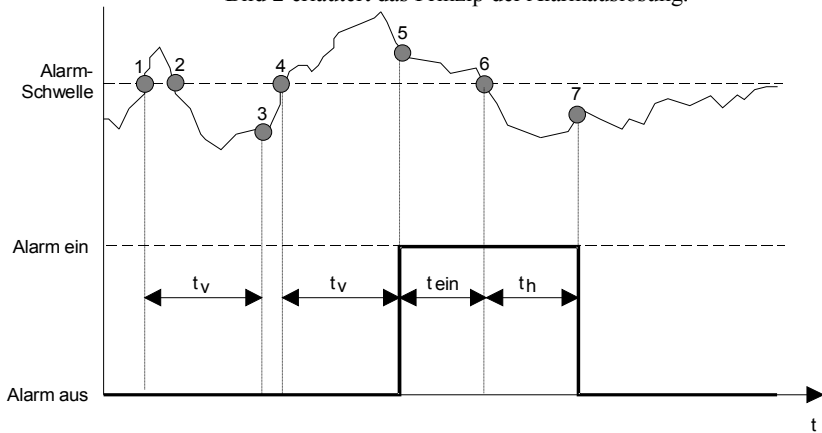 Bild 2 erläutert das Prinzip der Alarmauslösung.
5
1
2
4
6
Alarm-
Schwelle
7
3
Alarm ein
t v
t v
t ein
t h
Alarm aus
t